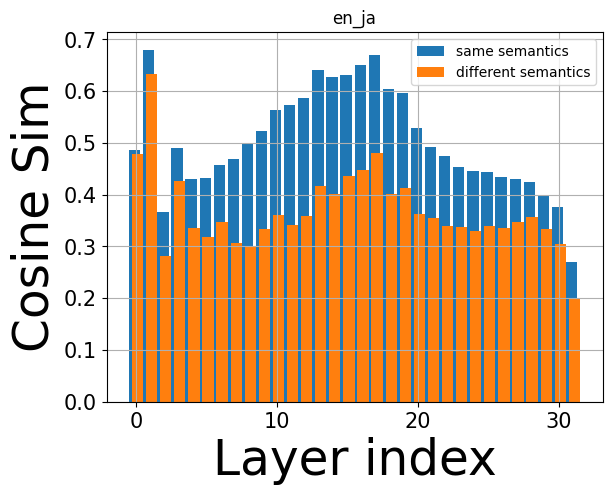 en_ja
same semantics
different semantics
Cosine Sim
0.7
0.6
0.5
0.4
0.3
0.2
0.1
0.0
0 10 20 30
Layer index